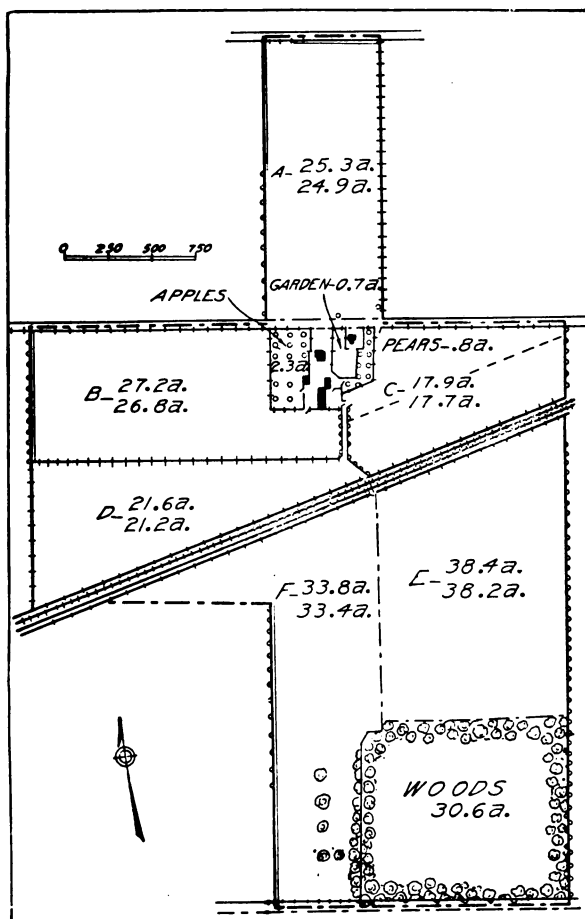 A- 25.3a.
24.9a.
0 250 500 750
APPLES
GARDEN-0.7a
2.3a
PEARS-.8a.
B- 27.2a.
26.8a.
C- 17.9a.
17.7a.
D- 21.6a.
21.2a.
F- 33.8a.
33.4a.
E- 38.4a.
38.2a.
WOODS
30.6a.